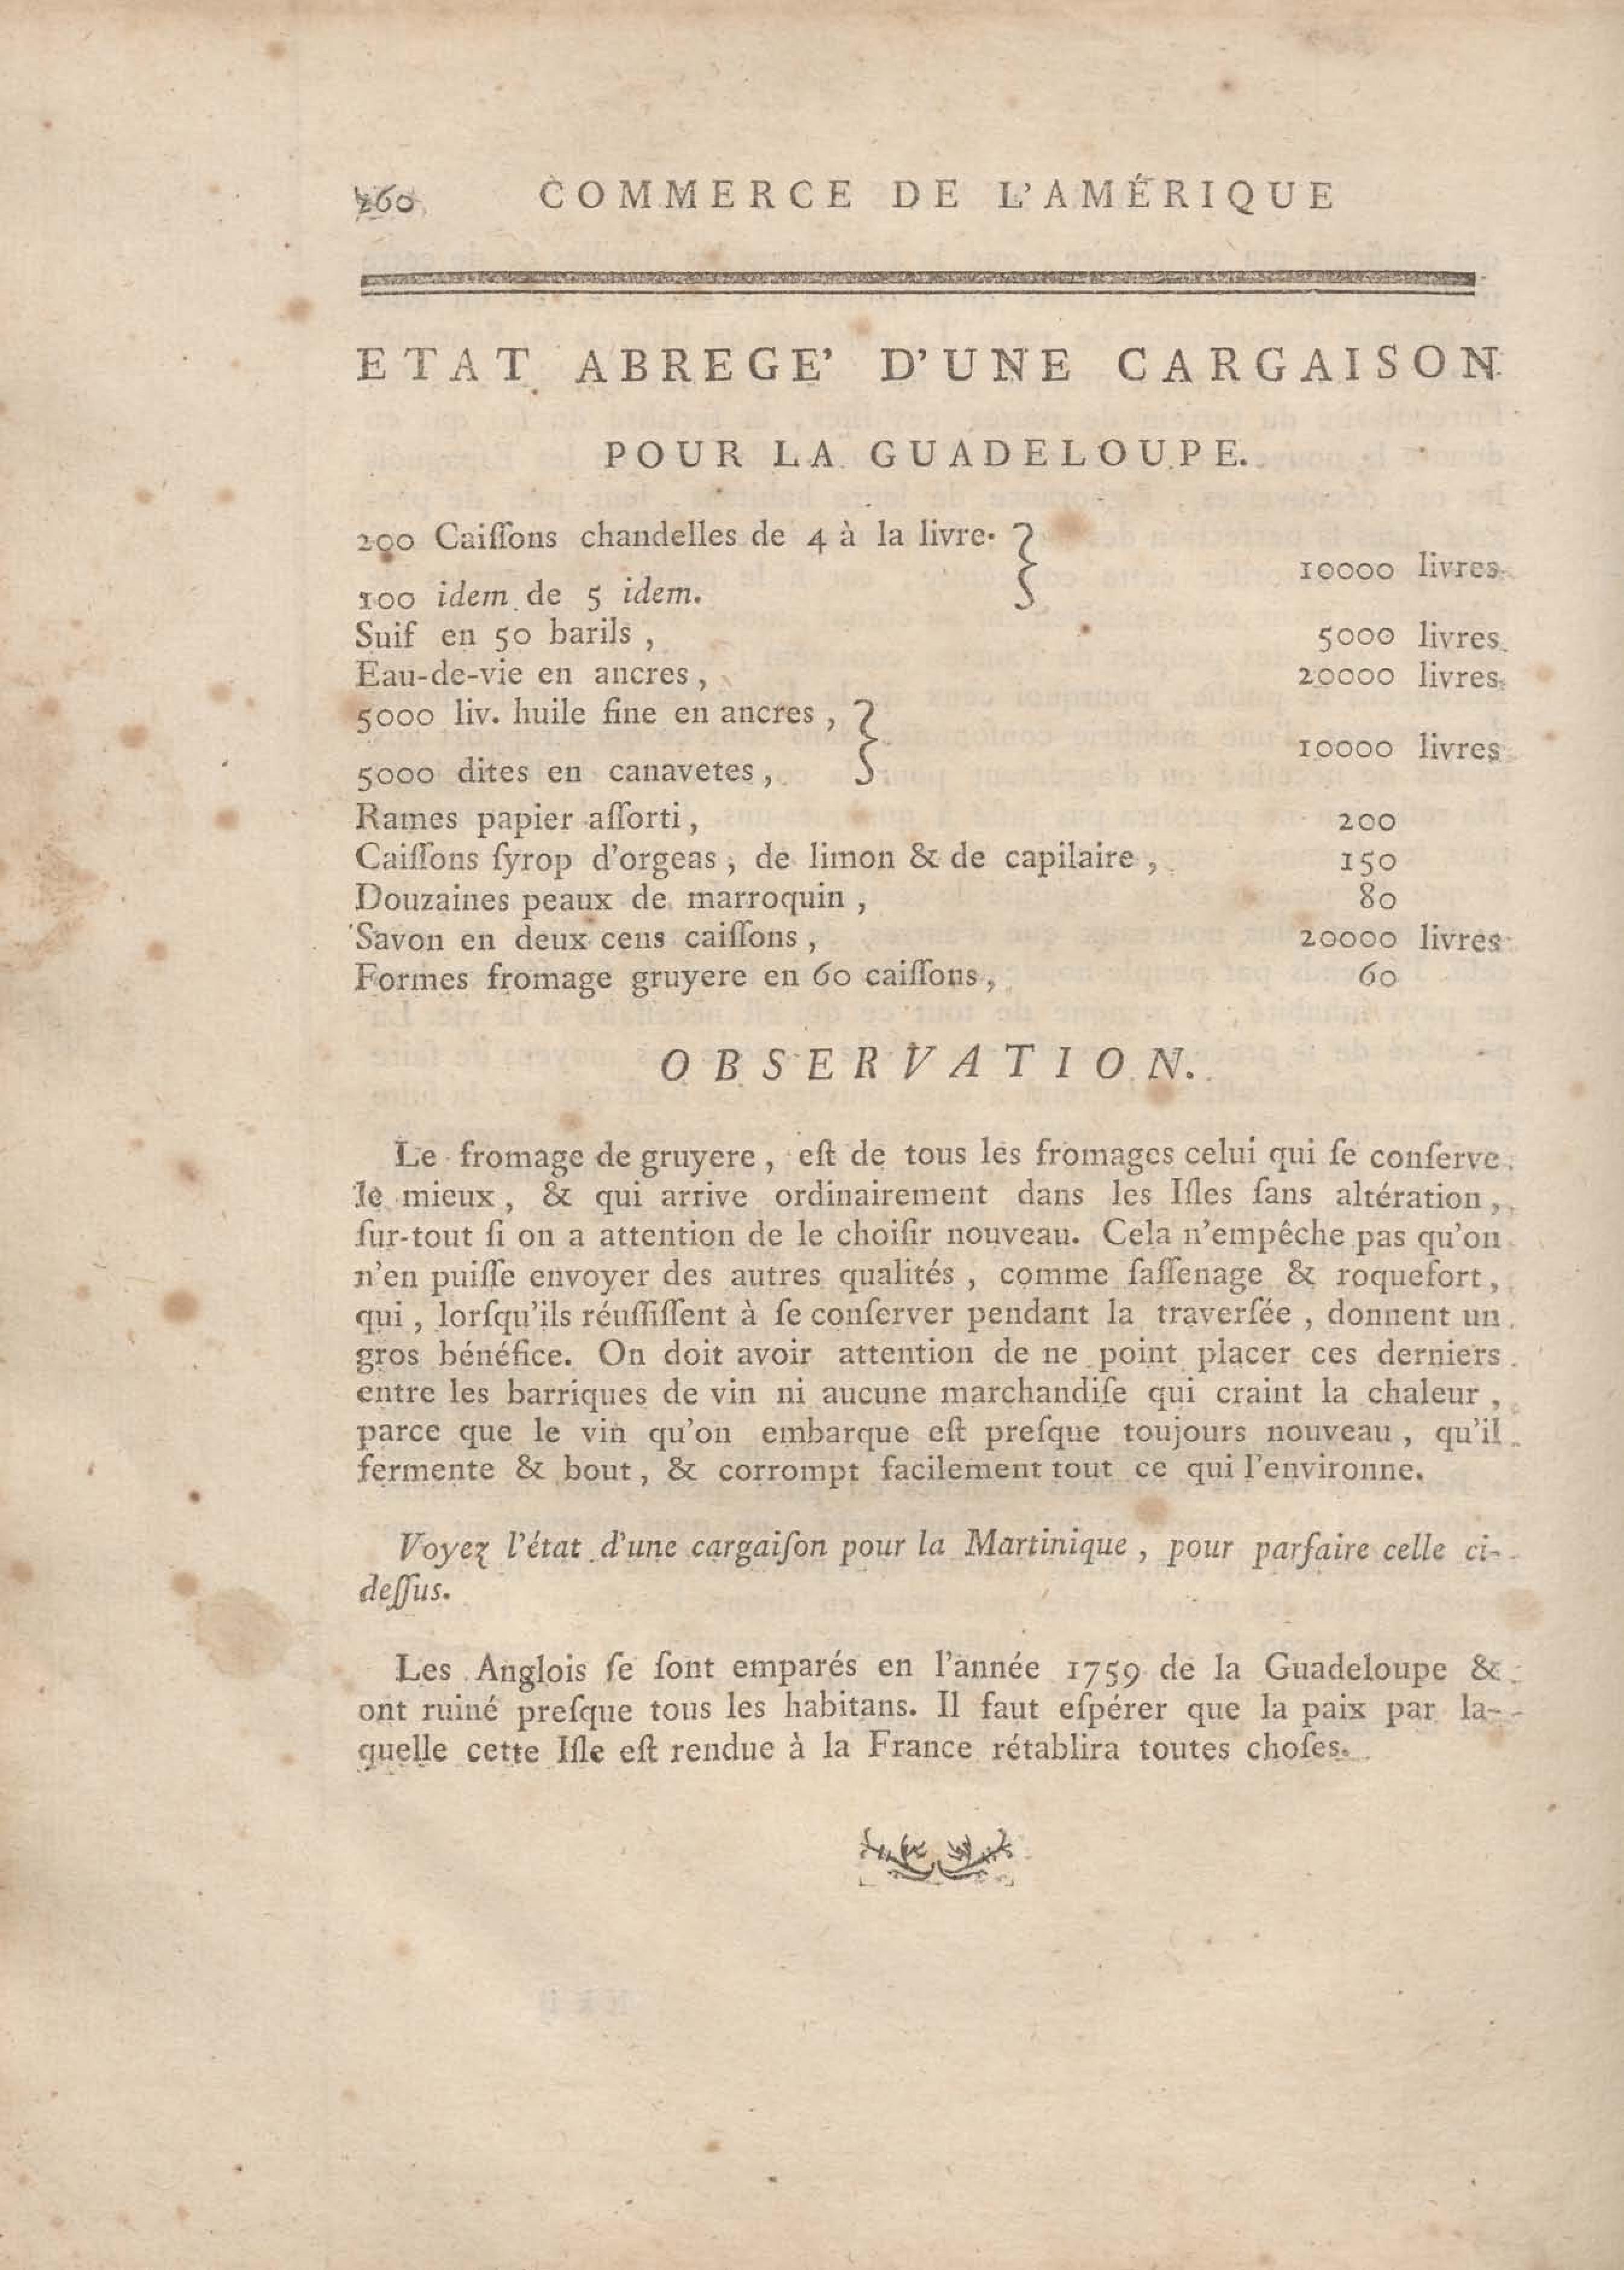 260 COMMERCE DE L'AMÉRIQUE
ETAT ABREGE' D'UNE CARGAISON
POUR LA GUADELOUPE.
200 Caiſſons chandelles de 4 à la livre.
10000 livres.
100 idem de 5 idem.
Suif en 50 barils, 5000 livres.
Eau-de-vie en ancres, 20000 livres.
5000 liv. huile fine en ancres,
10000 livres
5000 dites en canavetes,
Rames papier aſſorti, 200
Caiſſons ſyrop d'orgeas, de limon & de capilaire, 150
Douzaines peaux de marroquin, 80
Savon en deux cens caiſſons, 20000 livres
Formes fromage gruyere en 60 caiſſons, 60
OBSERVATION.
Le fromage de gruyere, eſt de tous les fromages celui qui ſe conſerve
le mieux, & qui arrive ordinairement dans les Iſles ſans altération,
ſur-tout ſi on a attention de le choiſir nouveau. Cela n'empêche pas qu'on
n'en puiſſe envoyer des autres qualités, comme ſaſſenage & roquefort,
qui, lorſqu'ils réuſſiſſent à ſe conſerver pendant la traverſée, donnent un
gros bénéfice. On doit avoir attention de ne point placer ces derniers
entre les barriques de vin ni aucune marchandiſe qui craint la chaleur,
parce que le vin qu'on embarque eſt preſque toujours nouveau, qu'il
fermente & bout, & corrompt facilement tout ce qui l'environne.
Voyez l'état d'une cargaiſon pour la Martinique, pour parfaire celle ci-
deſſus.
Les Anglois ſe ſont emparés en l'année 1759 de la Guadeloupe &
ont ruiné preſque tous les habitans. Il faut eſpérer que la paix par la-
quelle cette Iſle eſt rendue à la France rétablira toutes choſes.